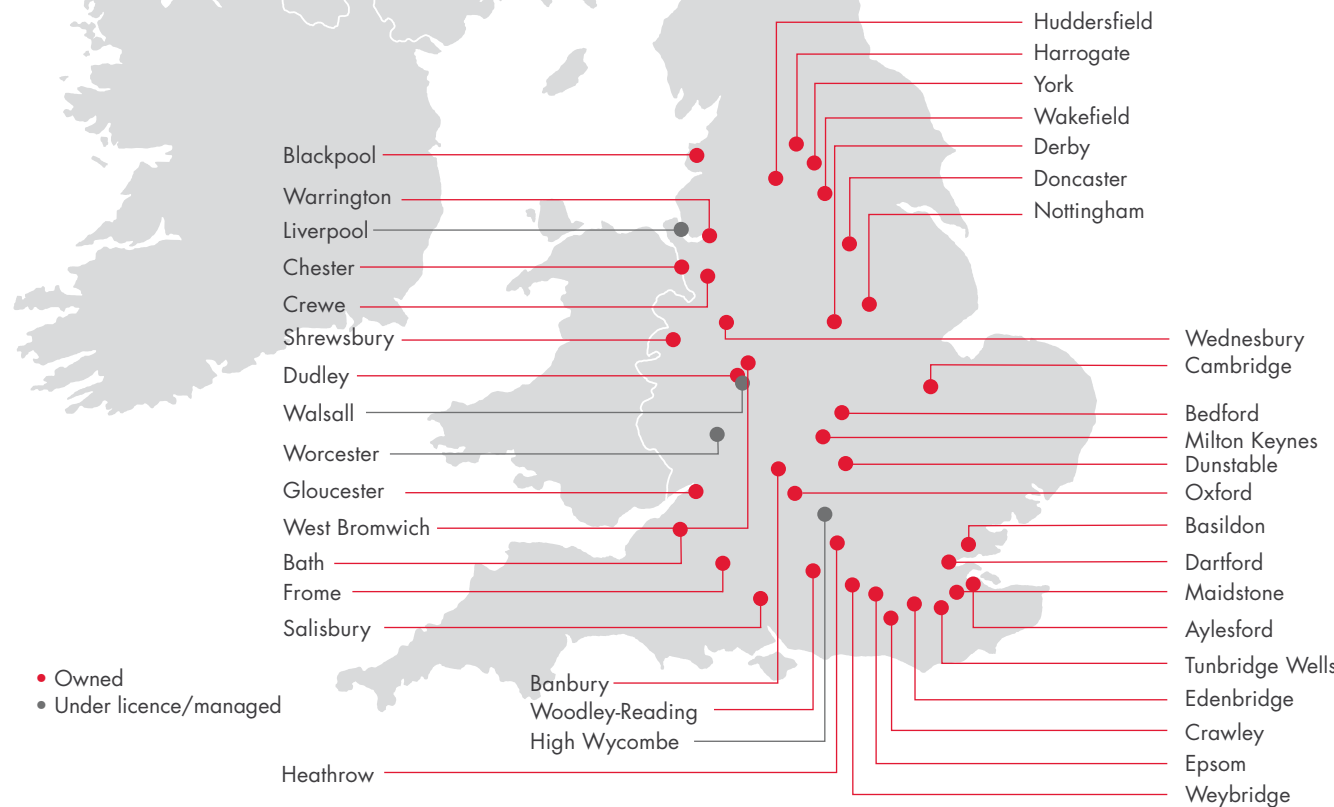 Huddersfield
Harrogate
York
Wakefield
Derby
Doncaster
Nottingham
Blackpool
Warrington
Liverpool
Chester
Crewe
Shrewsbury
Dudley
Walsall
Worcester
Gloucester
West Bromwich
Bath
Frome
Salisbury
Wednesbury
Cambridge
Bedford
Milton Keynes
Dunstable
Oxford
Basildon
Dartford
Maidstone
Aylesford
Tunbridge Wells
Edenbridge
Crawley
Epsom
Weybridge
Banbury
Woodley-Reading
High Wycombe
Heathrow
• Owned
• Under licence/managed